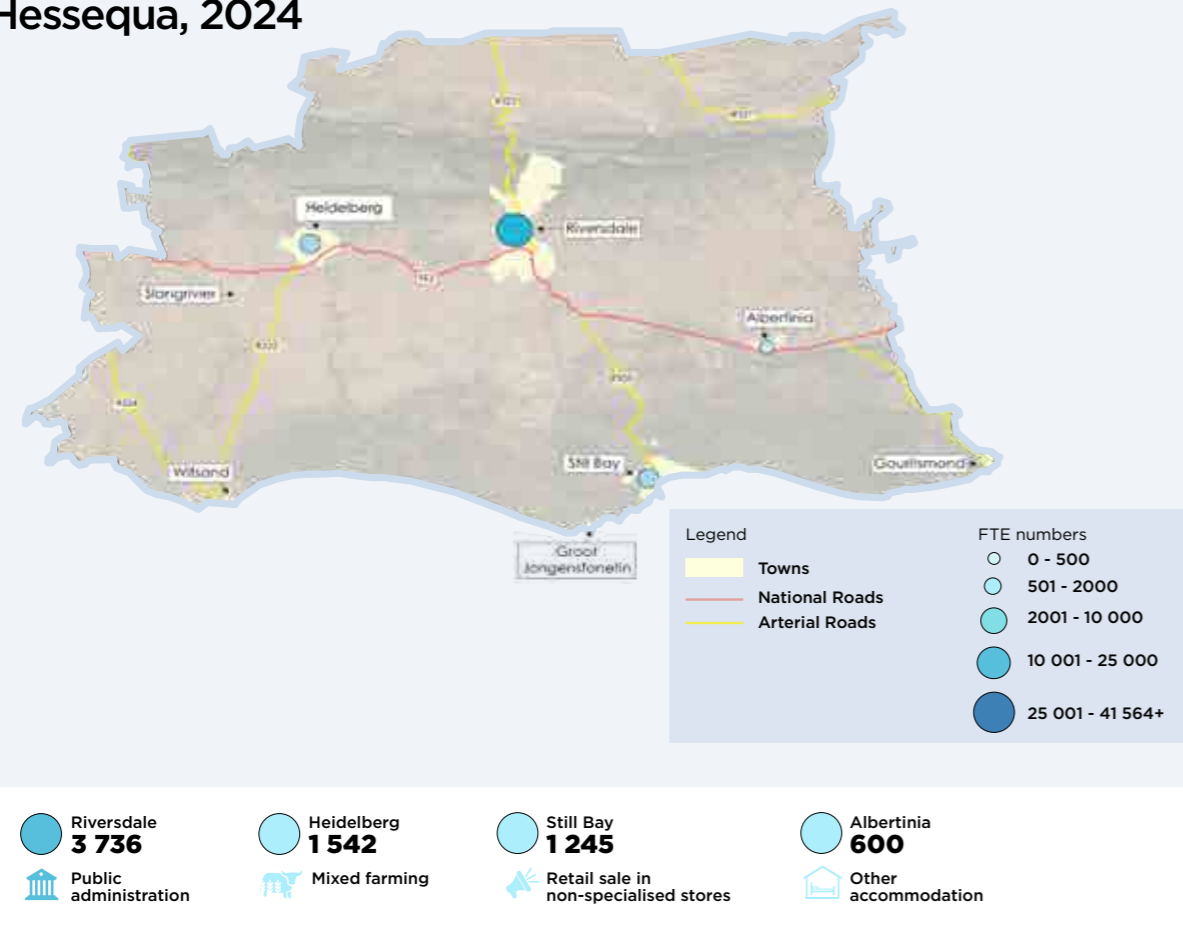 Hessequa, 2024
Heidelberg
Riversdale
Slangrivier
Albertinia
Witsand
Still Bay
Gouritsmond
Groot
Jongensfonetin
Legend
Towns
National Roads
Arterial Roads
FTE numbers
0 - 500
501 - 2000
2001 - 10 000
10 001 - 25 000
25 001 - 41 564+
Riversdale
3 736
Public
administration
Heidelberg
1 542
Mixed farming
Still Bay
1 245
Retail sale in
non-specialised stores
Albertinia
600
Other
accommodation